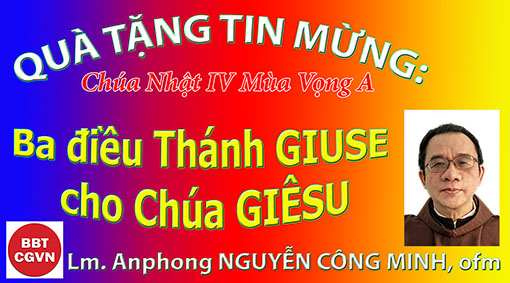 QUÀ TẶNG TIN MỪNG:
Chúa Nhật IV Mùa Vọng A
Ba điều Thánh GIUSE
cho Chúa GIÊSU
BBT
CGVN
Lm. Anphong NGUYỄN CÔNG MINH, ofm